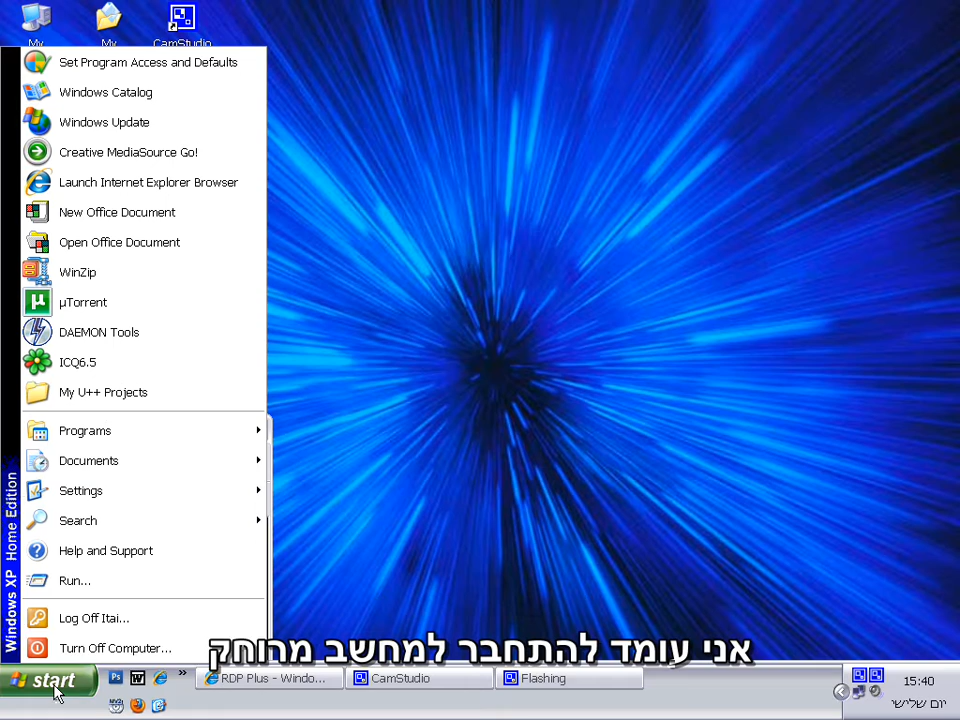 My
My
CamStudio
Set Program Access and Defaults
Windows Catalog
Windows Update
Creative MediaSource Go!
Launch Internet Explorer Browser
New Office Document
Open Office Document
WinZip
µTorrent
DAEMON Tools
ICQ6.5
My U++ Projects
Programs
Documents
Settings
Search
Help and Support
Run...
Log Off Itai...
Turn Off Computer...
Windows XP Home Edition
אני עומד להתחבר למחשב מרוחק
start
RDP Plus - Windo...
CamStudio
Flashing
15:40
יום שלישי